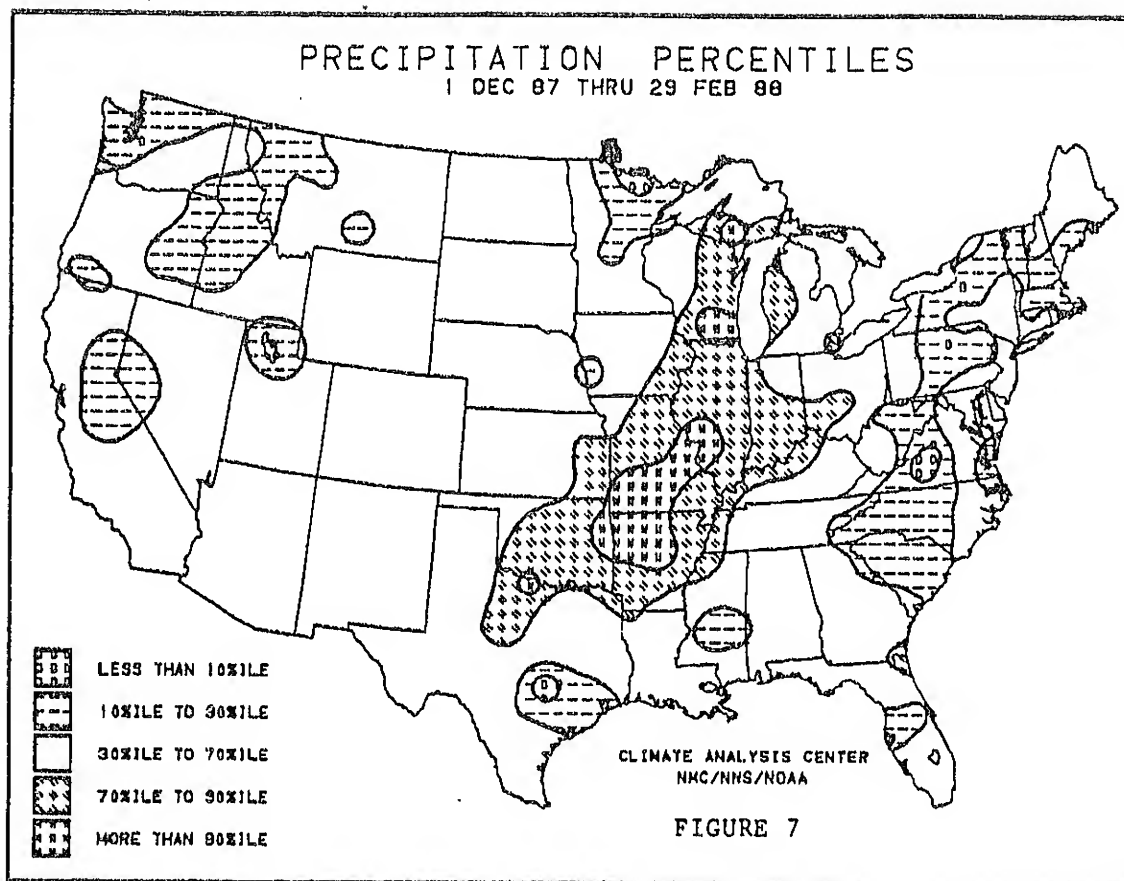 PRECIPITATION PERCENTILES
1 DEC 87 THRU 29 FEB 88
LESS THAN 10%ILE
10%ILE TO 30%ILE
30%ILE TO 70%ILE
70%ILE TO 90%ILE
MORE THAN 90%ILE
CLIMATE ANALYSIS CENTER
NMC/NWS/NOAA
FIGURE 7